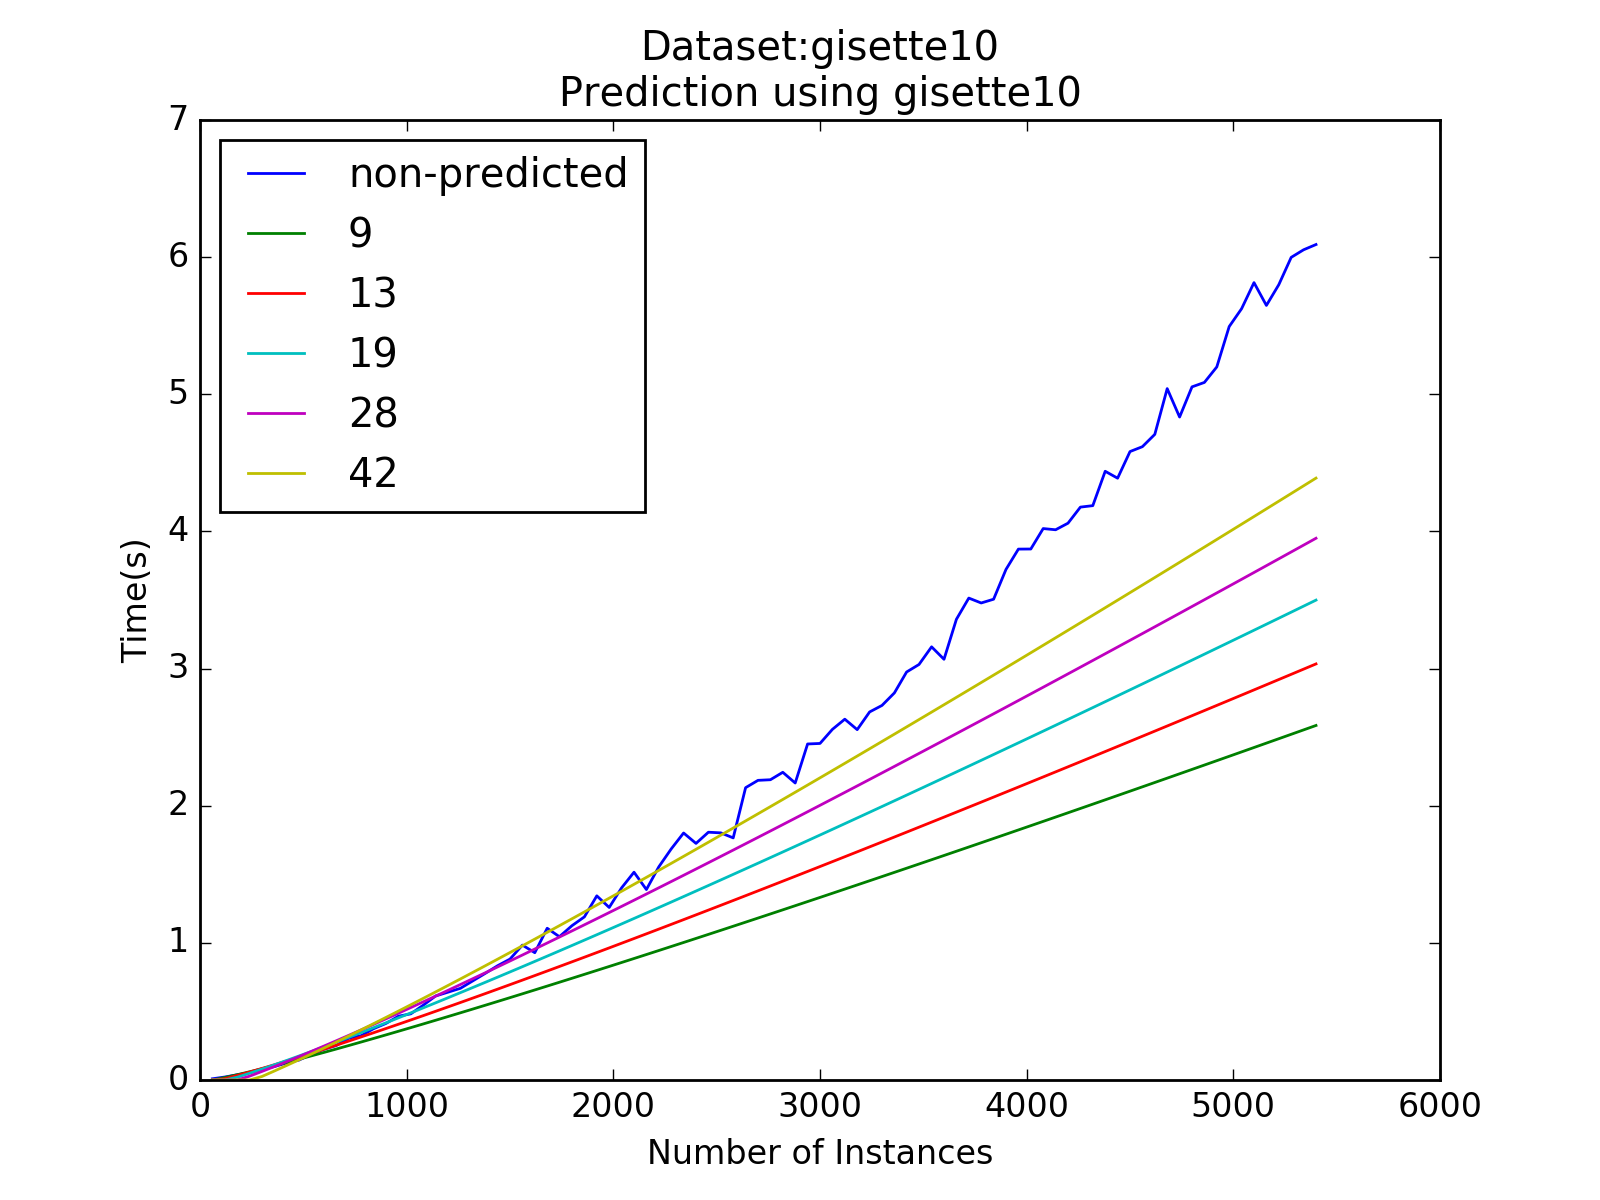 Dataset:gisette10
Prediction using gisette10
7
6
5
4
3
2
1
0
Time(s)
non-predicted
9
13
19
28
42
0 1000 2000 3000 4000 5000 6000
Number of Instances